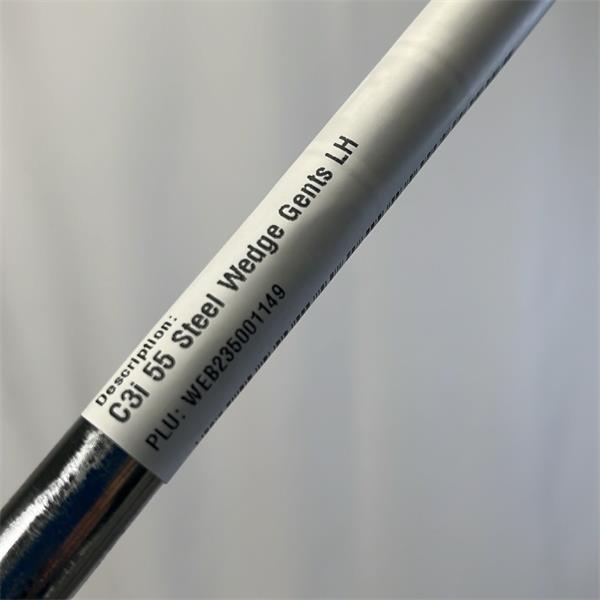 Description:
C3i 55 Steel Wedge Gents LH
PLU: WEB235001149